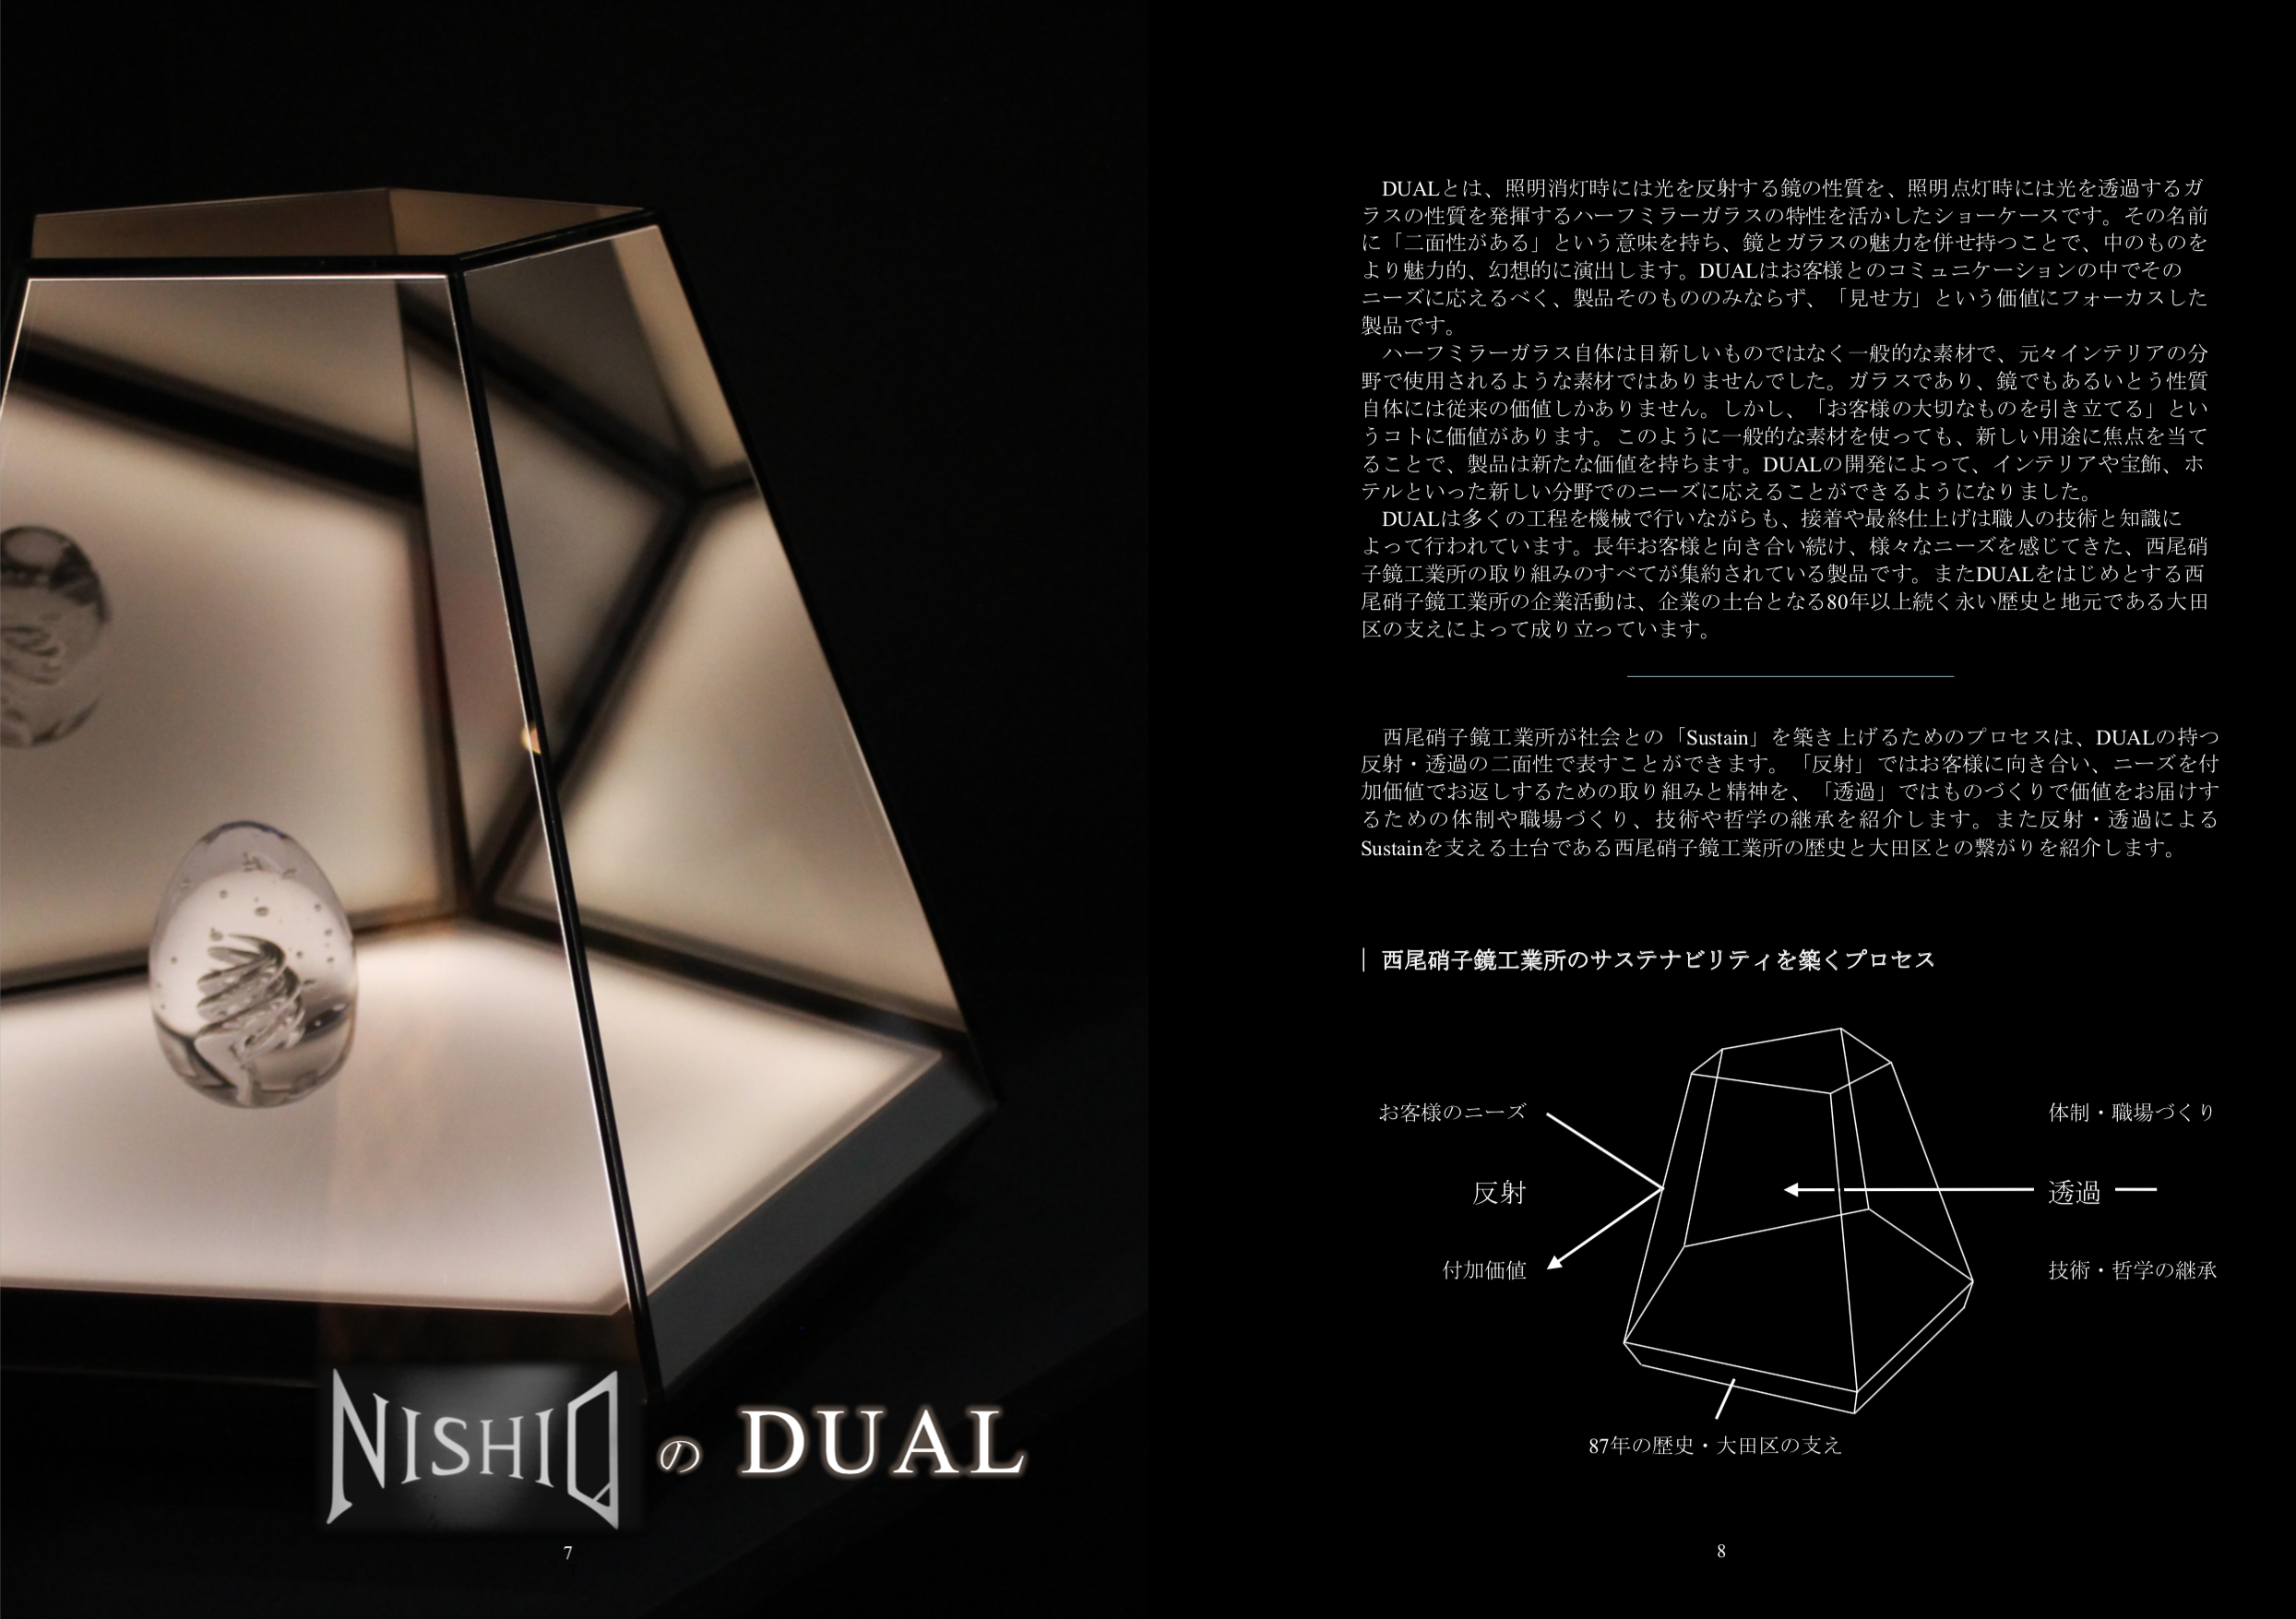 NISHIO の DUAL
7
DUALとは、照明消灯時には光を反射する鏡の性質を、照明点灯時には光を透過するガ
ラスの性質を発揮するハーフミラーガラスの特性を活かしたショーケースです。その名前
に「二面性がある」という意味を持ち、鏡とガラスの魅力を併せ持つことで、中のものを
より魅力的、幻想的に演出します。DUALはお客様とのコミュニケーションの中でその
ニーズに応えるべく、製品そのもののみならず、「見せ方」という価値にフォーカスした
製品です。
ハーフミラーガラス自体は目新しいものではなく一般的な素材で、元々インテリアの分
野で使用されるような素材ではありませんでした。ガラスであり、鏡でもあるいとう性質
自体には従来の価値しかありません。しかし、「お客様の大切なものを引き立てる」とい
うコトに価値があります。このように一般的な素材を使っても、新しい用途に焦点を当て
ることで、製品は新たな価値を持ちます。DUALの開発によって、インテリアや宝飾、ホ
テルといった新しい分野でのニーズに応えることができるようになりました。
DUALは多くの工程を機械で行いながらも、接着や最終仕上げは職人の技術と知識に
よって行われています。長年お客様と向き合い続け、様々なニーズを感じてきた、西尾硝
子鏡工業所の取り組みのすべてが集約されている製品です。またDUALをはじめとする西
尾硝子鏡工業所の企業活動は、企業の土台となる80年以上続く永い歴史と地元である大田
区の支えによって成り立っています。
西尾硝子鏡工業所が社会との「Sustain」を築き上げるためのプロセスは、DUALの持つ
反射・透過の二面性で表すことができます。「反射」ではお客様に向き合い、ニーズを付
加価値でお返しするための取り組みと精神を、「透過」ではものづくりで価値をお届けす
るための体制や職場づくり、技術や哲学の継承を紹介します。また反射・透過による
Sustainを支える土台である西尾硝子鏡工業所の歴史と大田区との繋がりを紹介します。
西尾硝子鏡工業所のサステナビリティを築くプロセス
お客様のニーズ
反射
付加価値
体制・職場づくり
透過
技術・哲学の継承
87年の歴史・大田区の支え
8